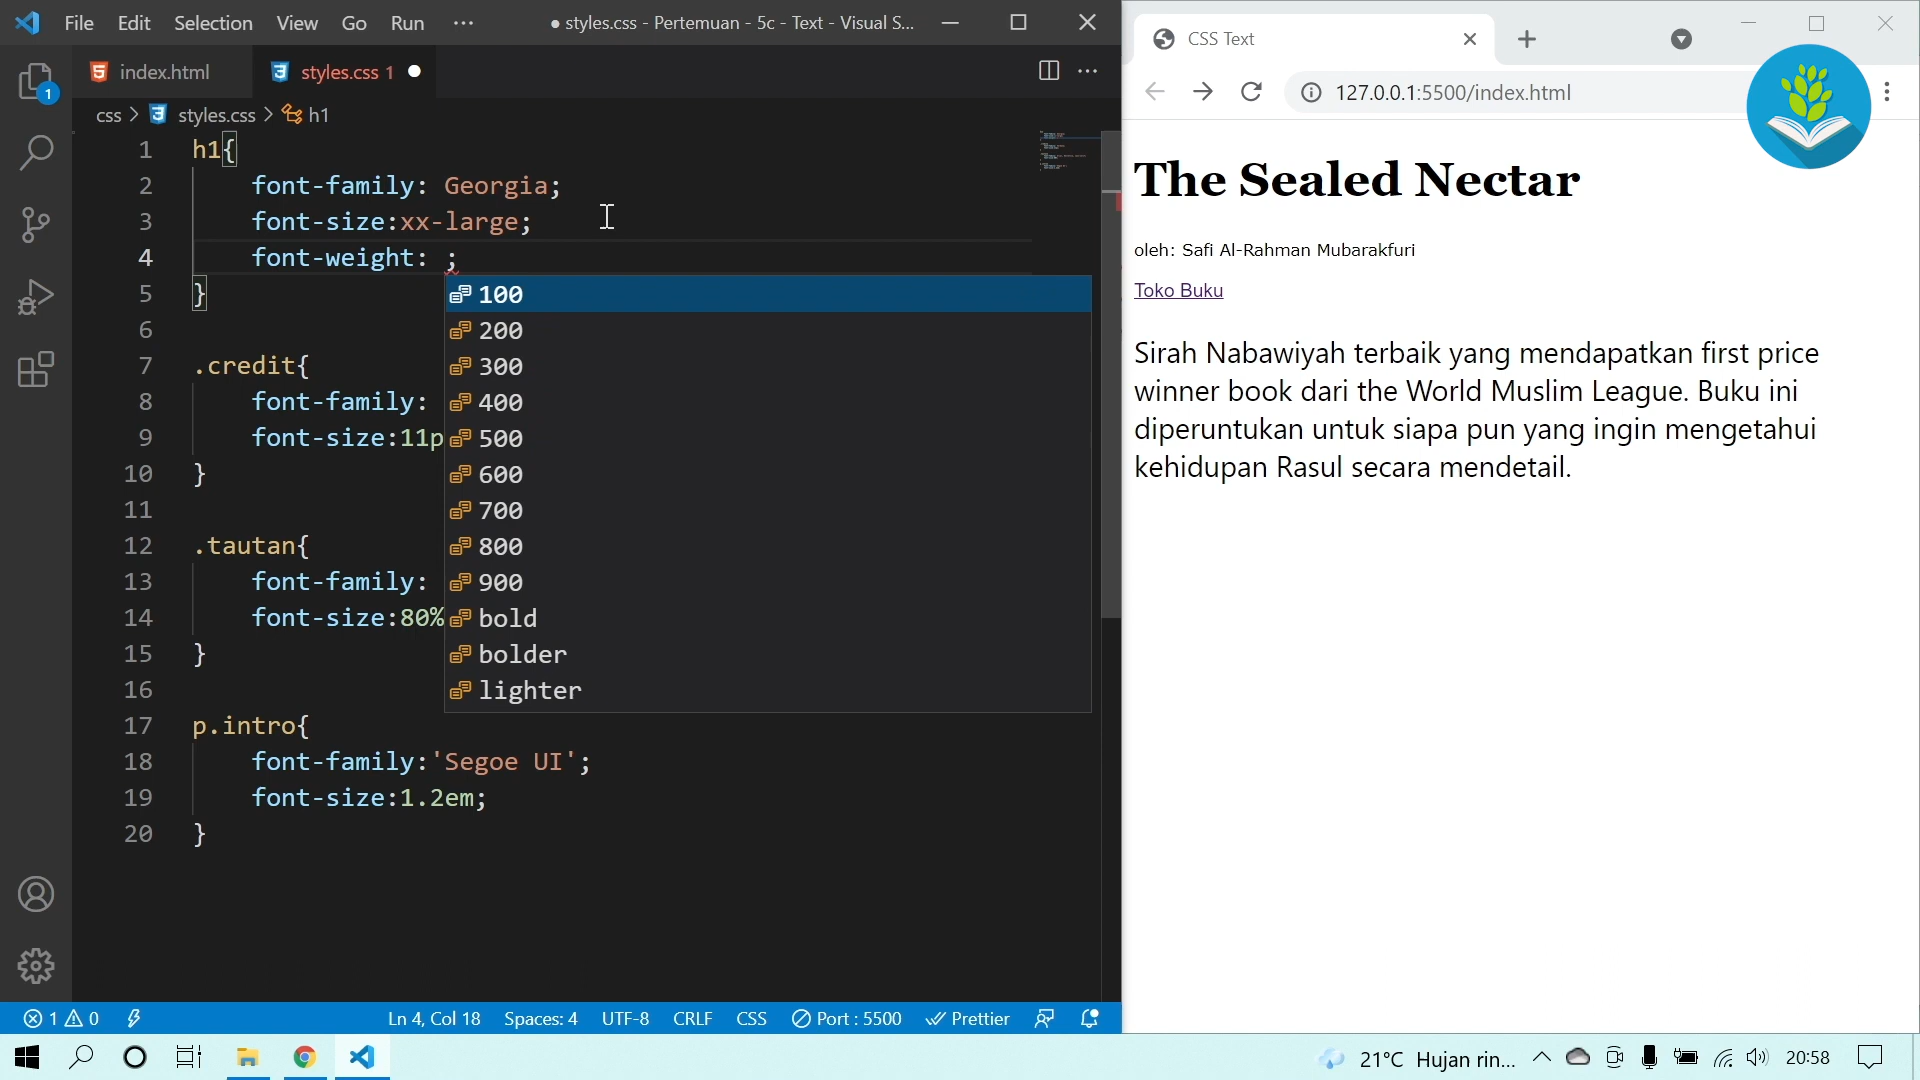 File Edit Selection View Go Run ··· ● styles.css - Pertemuan - 5c - Text - Visual S...
index.html styles.css 1
css > styles.css > h1
1 h1{
2 font-family: Georgia;
3 font-size:xx-large;
4 font-weight: ;
5 }
6
7 .credit{
8 font-family:
9 font-size:11p
10 }
11
12 .tautan{
13 font-family:
14 font-size:80%
15 }
16
17 p.intro{
18 font-family:'Segoe UI';
19 font-size:1.2em;
20 }
100
200
300
400
500
600
700
800
900
bold
bolder
lighter
1
1 0 Ln 4, Col 18 Spaces: 4 UTF-8 CRLF CSS Port : 5500 Prettier
CSS Text
127.0.0.1:5500/index.html
The Sealed Nectar
oleh: Safi Al-Rahman Mubarakfuri
Toko Buku
Sirah Nabawiyah terbaik yang mendapatkan first price
winner book dari the World Muslim League. Buku ini
diperuntukan untuk siapa pun yang ingin mengetahui
kehidupan Rasul secara mendetail.
21°C Hujan rin... 20:58